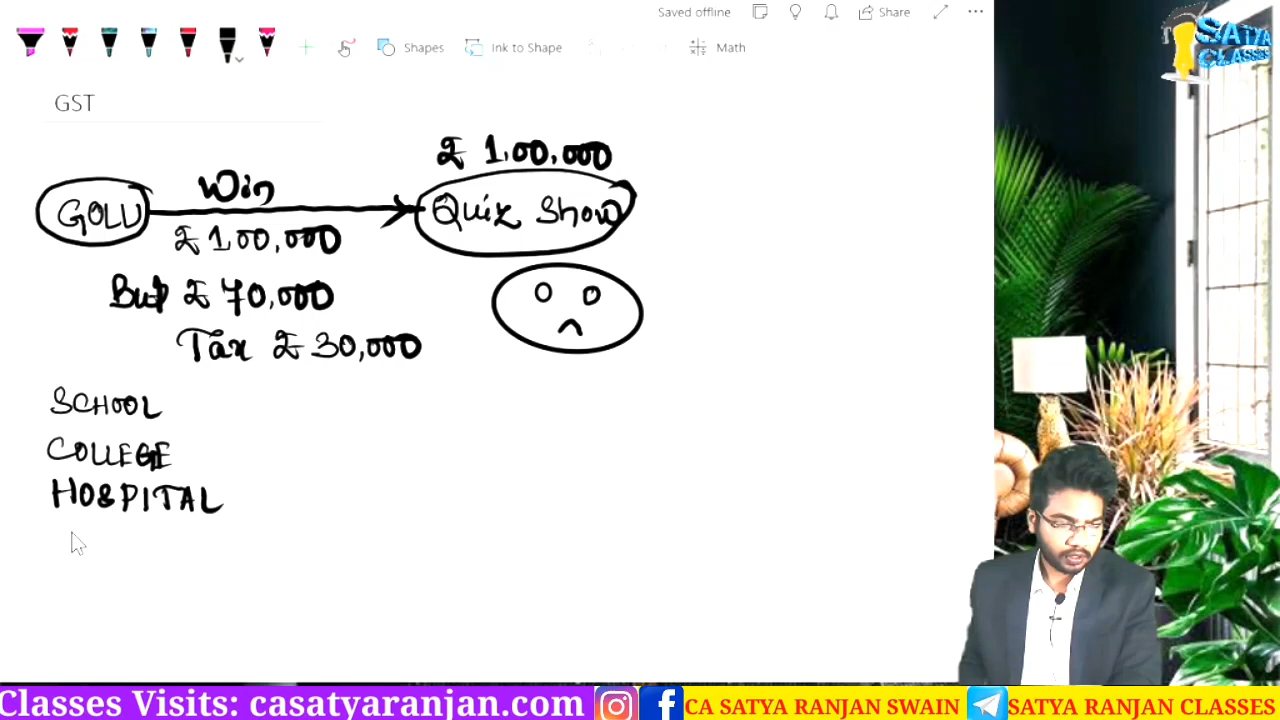 Saved offline Share
Shapes Ink to Shape Math
SATYA
CLASSES
GST
₹ 1,00,000
GOLU Win Quiz Show
₹ 1,00,000
But ₹ 70,000
Tax ₹ 30,000
SCHOOL
COLLEGE
HOSPITAL
Classes Visits: casatyaranjan.com CA SATYA RANJAN SWAIN SATYA RANJAN CLASSES